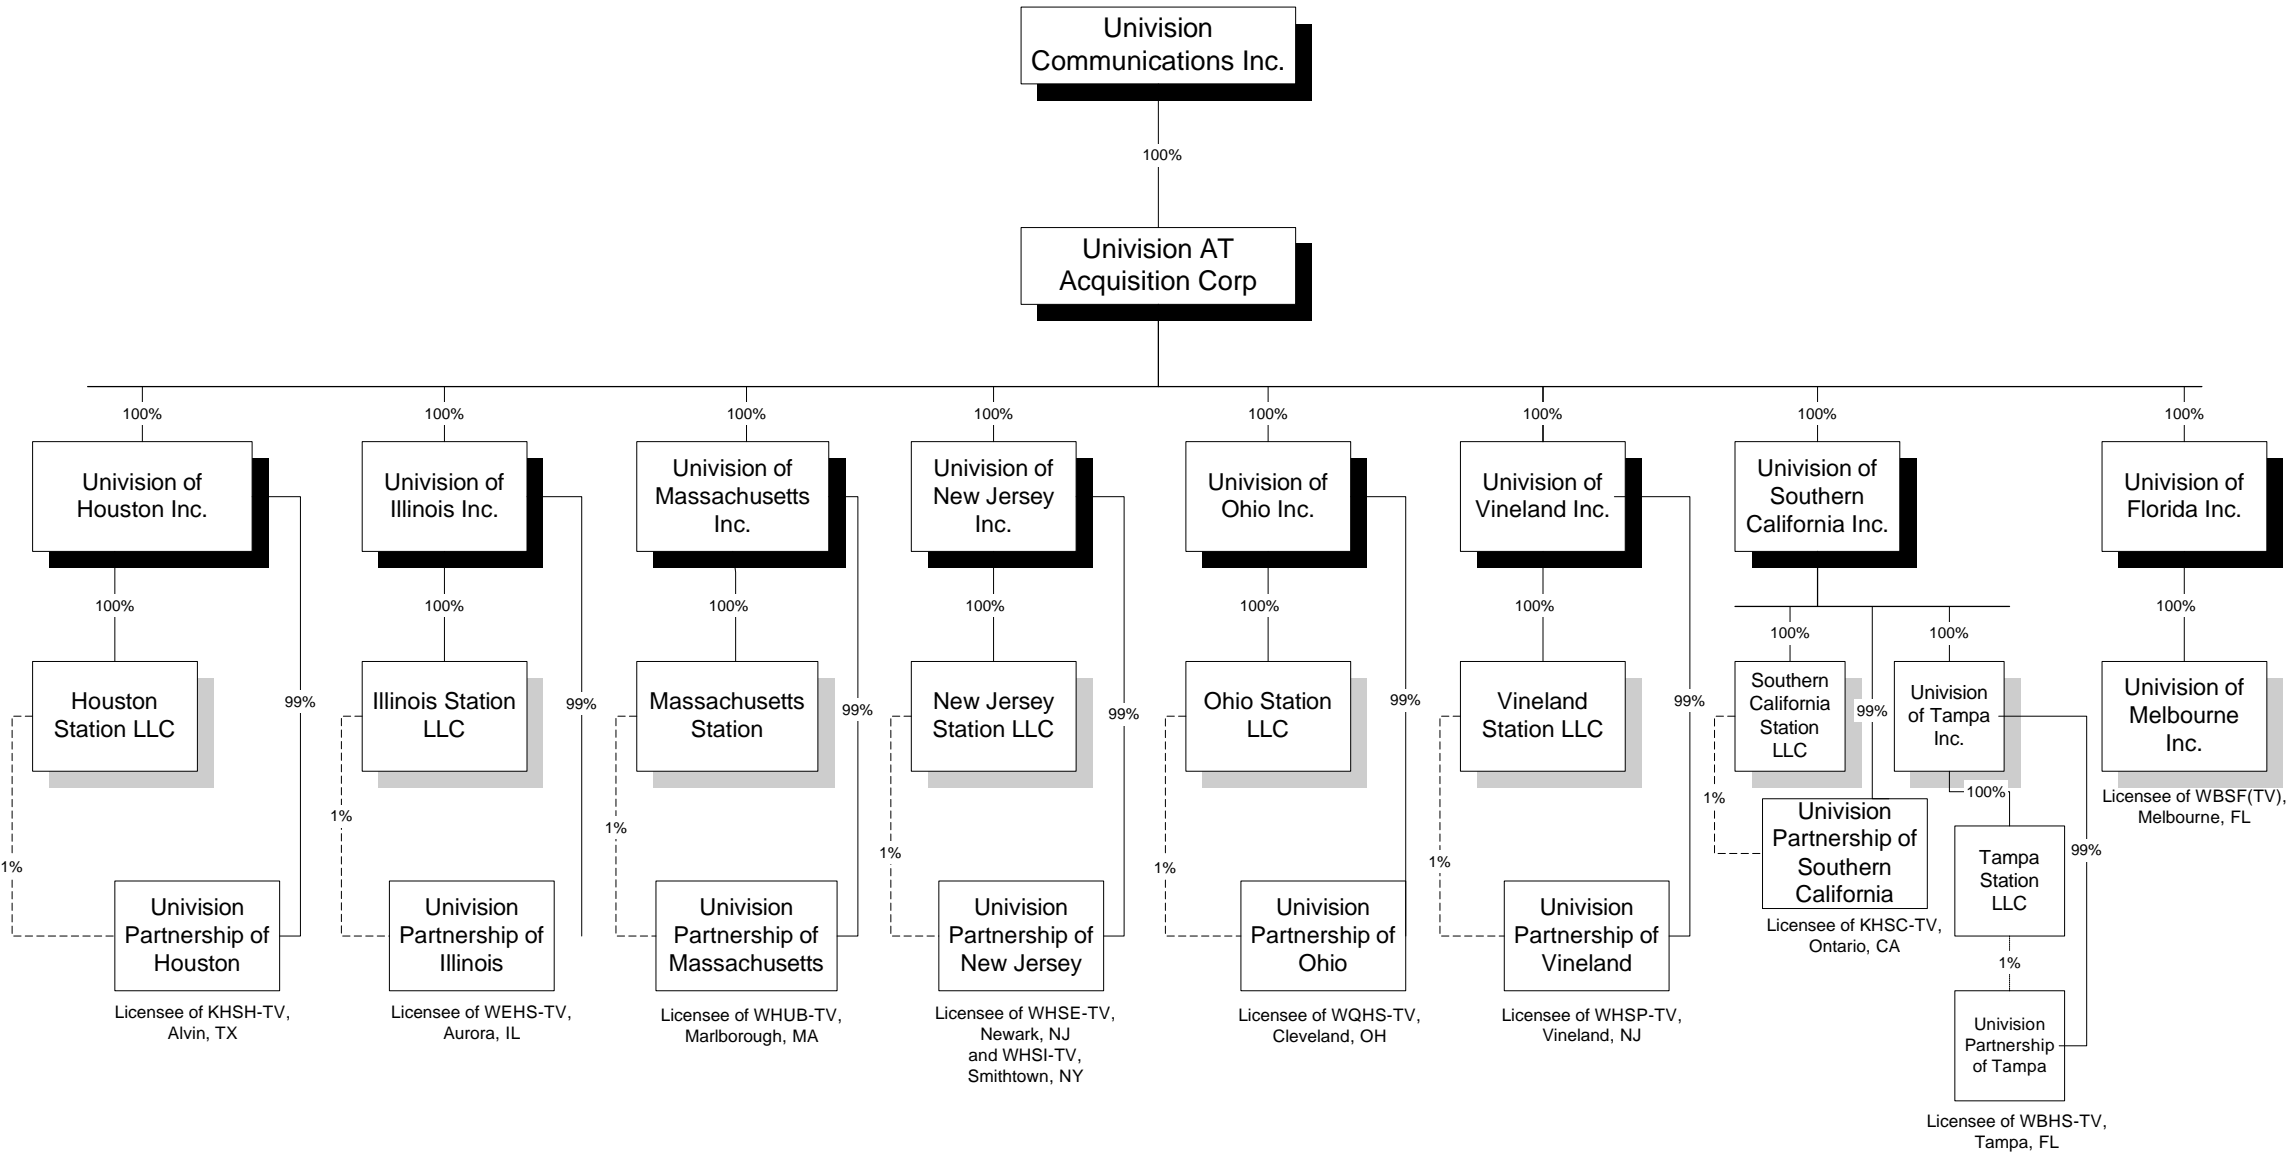 Univision
Communications Inc.
100%
Univision AT
Acquisition Corp
100%
100%
100%
100%
100%
100%
100%
100%
Univision of
Houston Inc.
Univision of
Illinois Inc.
Univision of
Massachusetts
Inc.
Univision of
New Jersey
Inc.
Univision of
Ohio Inc.
Univision of
Vineland Inc.
Univision of
Southern
California Inc.
Univision of
Florida Inc.
100%
100%
100%
100%
100%
100%
100%
100%
100%
Houston
Station LLC
99%
Illinois Station
LLC
99%
Massachusetts
Station
99%
New Jersey
Station LLC
99%
Ohio Station
LLC
99%
Vineland
Station LLC
99%
Southern
California
Station
LLC
99%
Univision
of Tampa
Inc.
Univision of
Melbourne
Inc.
Licensee of WBSF(TV),
Melbourne, FL
1%
1%
1%
1%
1%
1%
1%
100%
99%
Univision
Partnership of
Houston
Licensee of KHSH-TV,
Alvin, TX
Univision
Partnership of
Illinois
Licensee of WEHS-TV,
Aurora, IL
Univision
Partnership of
Massachusetts
Licensee of WHUB-TV,
Marlborough, MA
Univision
Partnership of
New Jersey
Licensee of WHSE-TV,
Newark, NJ
and WHSI-TV,
Smithtown, NY
Univision
Partnership of
Ohio
Licensee of WQHS-TV,
Cleveland, OH
Univision
Partnership of
Vineland
Licensee of WHSP-TV,
Vineland, NJ
Univision
Partnership of
Southern
California
Licensee of KHSC-TV,
Ontario, CA
Tampa
Station
LLC
1%
Univision
Partnership
of Tampa
Licensee of WBHS-TV,
Tampa, FL